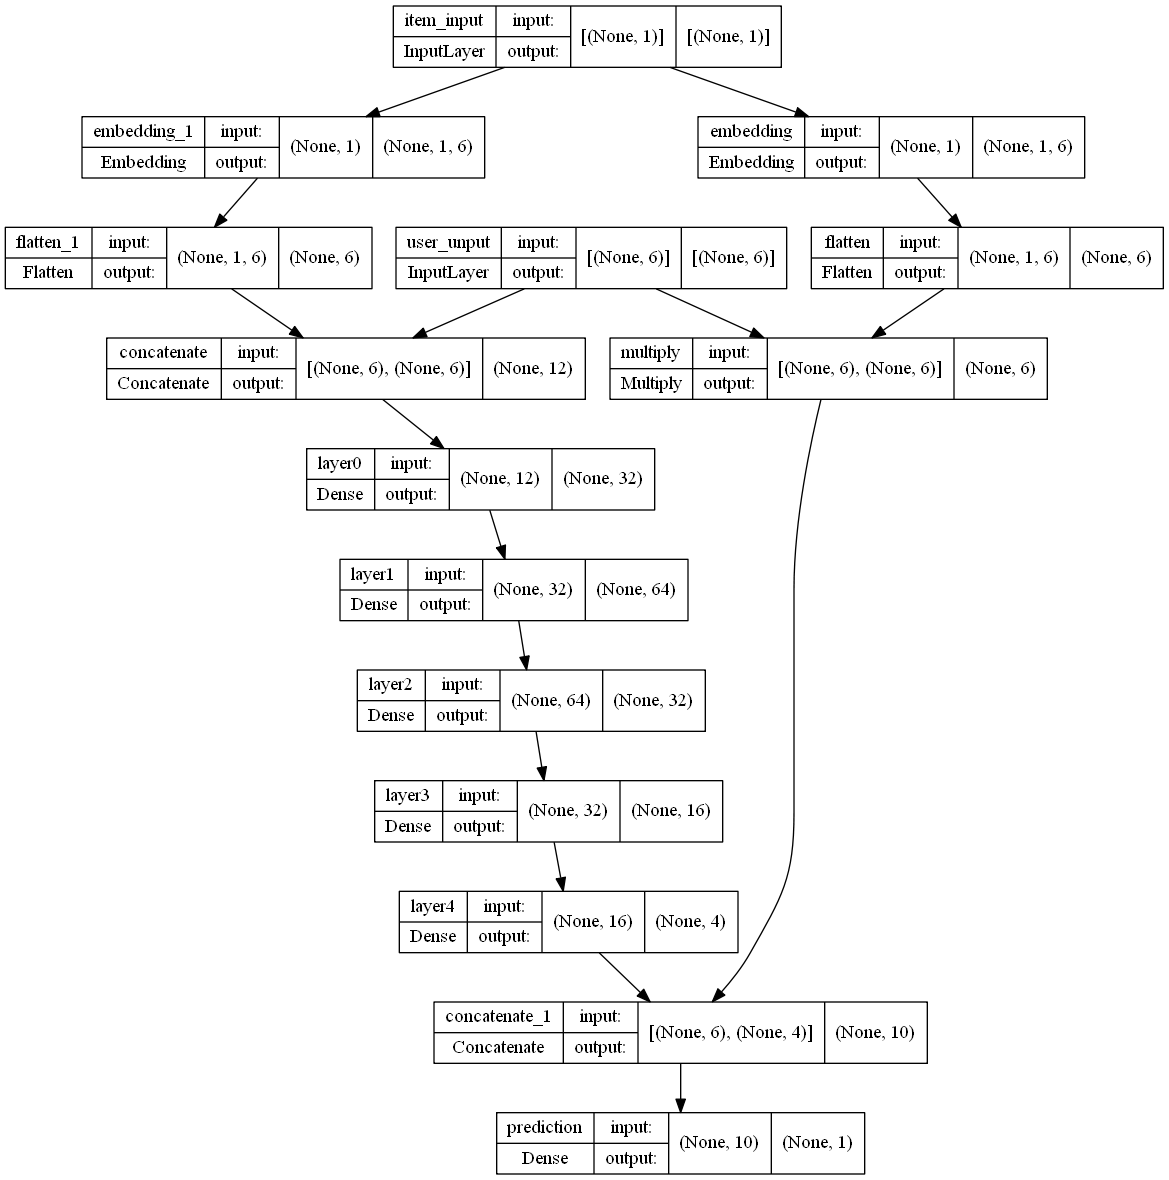 item_input input: [(None, 1)] [(None, 1)]
InputLayer output:
embedding_1 input: (None, 1) (None, 1, 6)
Embedding output:
embedding input: (None, 1) (None, 1, 6)
Embedding output:
flatten_1 input: (None, 1, 6) (None, 6)
Flatten output:
user_unput input: [(None, 6)] [(None, 6)]
InputLayer output:
flatten input: (None, 1, 6) (None, 6)
Flatten output:
concatenate input: [(None, 6), (None, 6)] (None, 12)
Concatenate output:
multiply input: [(None, 6), (None, 6)] (None, 6)
Multiply output:
layer0 input: (None, 12) (None, 32)
Dense output:
layer1 input: (None, 32) (None, 64)
Dense output:
layer2 input: (None, 64) (None, 32)
Dense output:
layer3 input: (None, 32) (None, 16)
Dense output:
layer4 input: (None, 16) (None, 4)
Dense output:
concatenate_1 input: [(None, 6), (None, 4)] (None, 10)
Concatenate output:
prediction input: (None, 10) (None, 1)
Dense output: